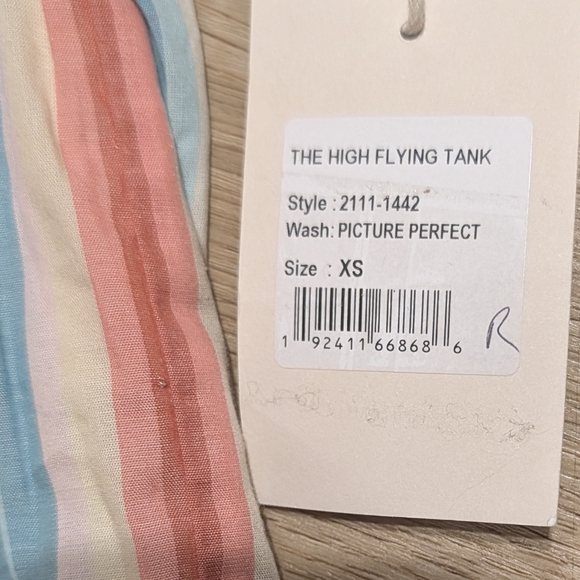 THE HIGH FLYING TANK
Style : 2111-1442
Wash: PICTURE PERFECT
Size : XS
1 92411 66868 6
R